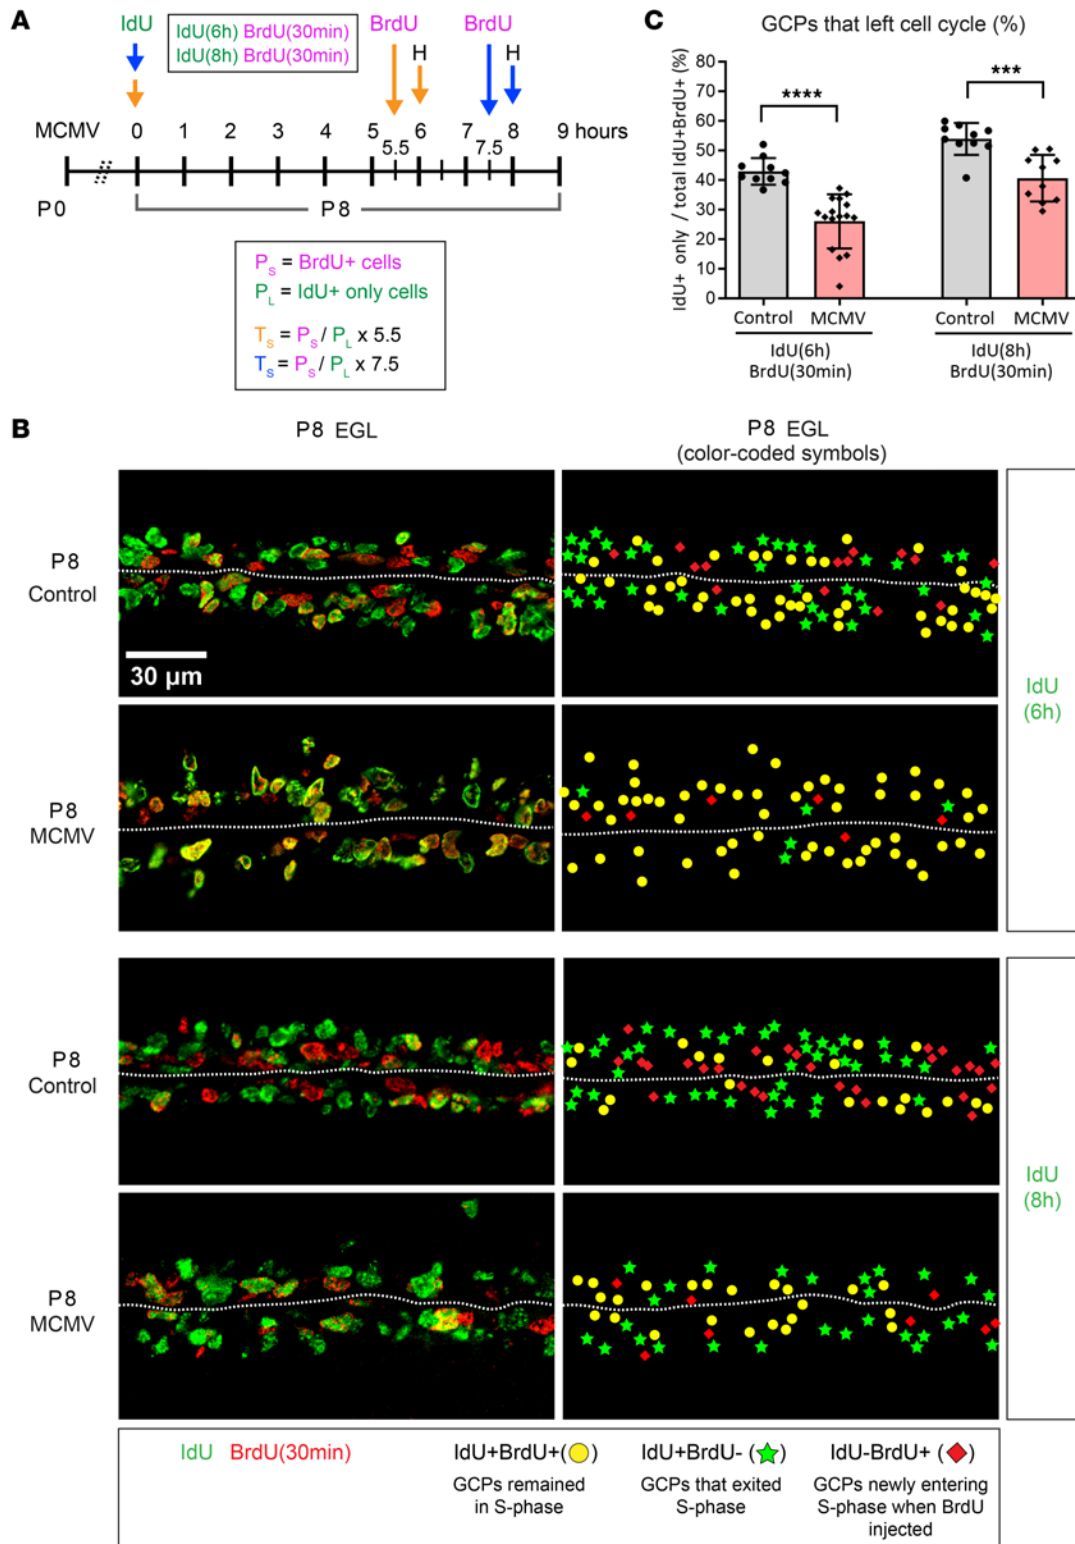 A
IdU
IdU(6h) BrdU(30min)
IdU(8h) BrdU(30min)
BrdU
BrdU
H
H
MCMV 0 1 2 3 4 5 6 7 8 9 hours
5.5 7.5
P0
P8
PS = BrdU+ cells
PL = IdU+ only cells
TS = PS / PL x 5.5
TS = PS / PL x 7.5
C
GCPs that left cell cycle (%)
IdU+ only / total IdU+BrdU+ (%)
80
70
60
50
40
30
20
10
0
****
***
Control MCMV Control MCMV
IdU(6h)
BrdU(30min)
IdU(8h)
BrdU(30min)
B
P8 EGL
P8 EGL
(color-coded symbols)
P8
Control
30 µm
P8
MCMV
IdU
(6h)
P8
Control
P8
MCMV
IdU
(8h)
IdU BrdU(30min)
IdU+BrdU+( )
GCPs remained
in S-phase
IdU+BrdU- ( )
GCPs that exited
S-phase
IdU-BrdU+ ( )
GCPs newly entering
S-phase when BrdU
injected